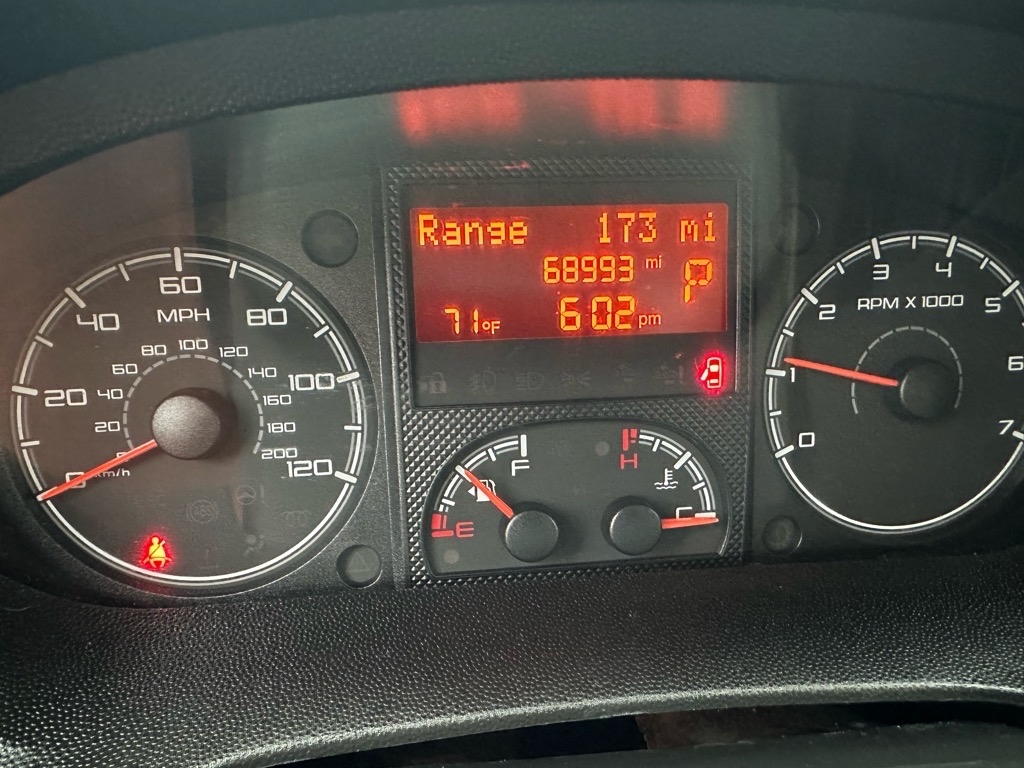 Range 173 mi
68993 mi
P
71°F 6:02 pm
60
MPH
40 80
20 100
0 120
80 100 120
60 140
40 160
20 180
0 200
km/h
F
E
H
C
RPM X 1000
3 4
2 5
1 6
0 7